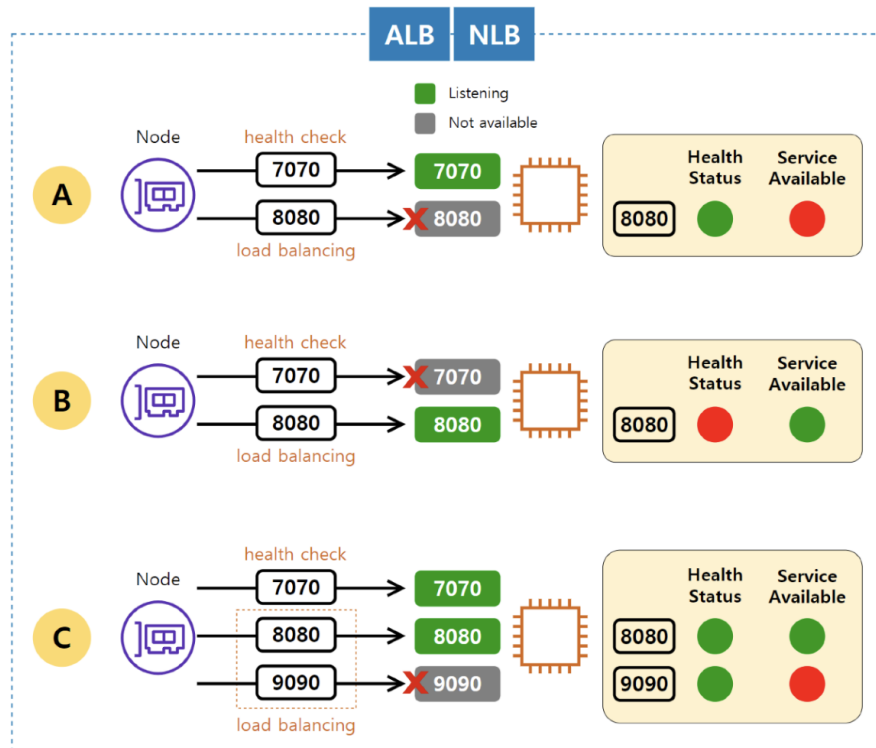 ALB NLB
Listening
Not available
A
Node
health check
7070
7070
8080
8080
load balancing
Health Status
Service Available
8080
B
Node
health check
7070
7070
8080
8080
load balancing
Health Status
Service Available
8080
C
Node
health check
7070
7070
8080
8080
9090
9090
load balancing
Health Status
Service Available
8080
9090